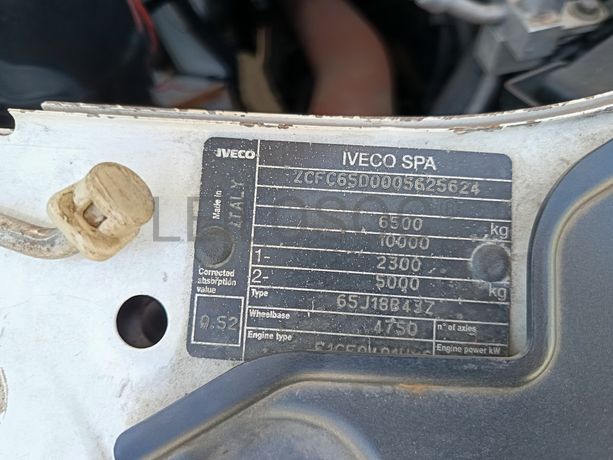 IVECO
IVECO SPA
ZCFC65D0005625624
Made in
ITALY
6500 kg
10000
1- 2300
2- 5000 kg
Corrected absorption value
0.52
Type 65J18B43Z
Wheelbase 4750
n° of axles
Engine type
Engine power kW